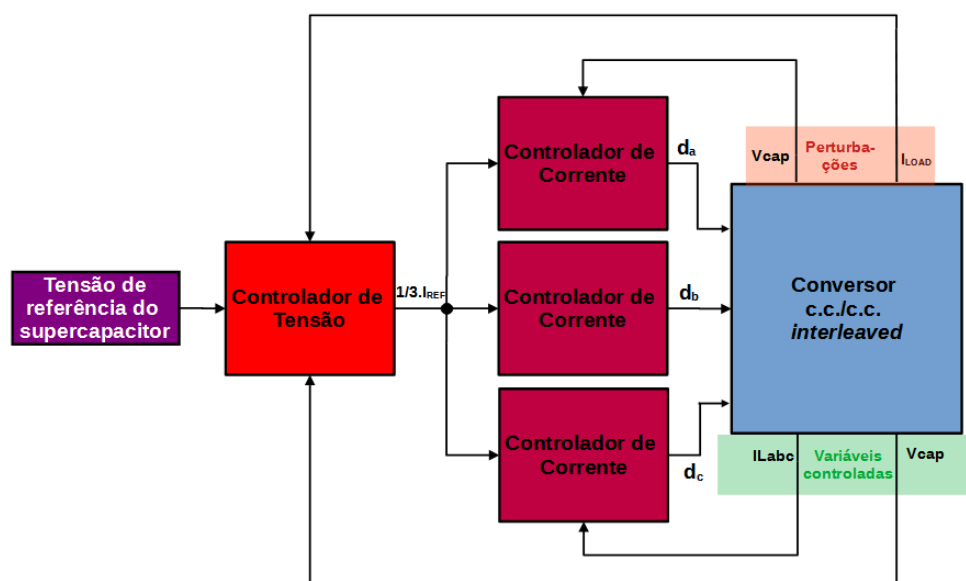 Tensão de
referência do
supercapacitor
Controlador de
Tensão
1/3.IREF
Controlador de
Corrente
da
Controlador de
Corrente
db
Controlador de
Corrente
dc
Vcap
Perturba-
ções
ILOAD
Conversor
c.c./c.c.
interleaved
ILabc
Variáveis
controladas
Vcap